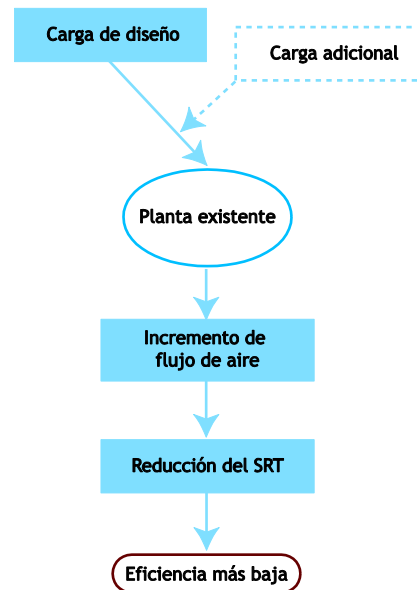 Carga de diseño
Carga adicional
Planta existente
Incremento de
flujo de aire
Reducción del SRT
Eficiencia más baja